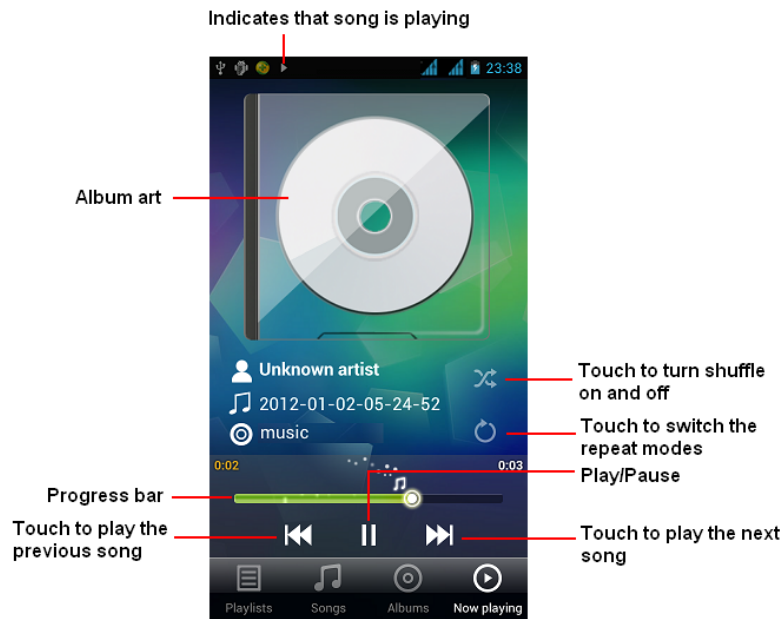 Indicates that song is playing
23:38
Album art
Unknown artist
2012-01-02-05-24-52
music
Touch to turn shuffle
on and off
Touch to switch the
repeat modes
0:02
0:03
Play/Pause
Progress bar
Touch to play the
previous song
Touch to play the next
song
Playlists
Songs
Albums
Now playing